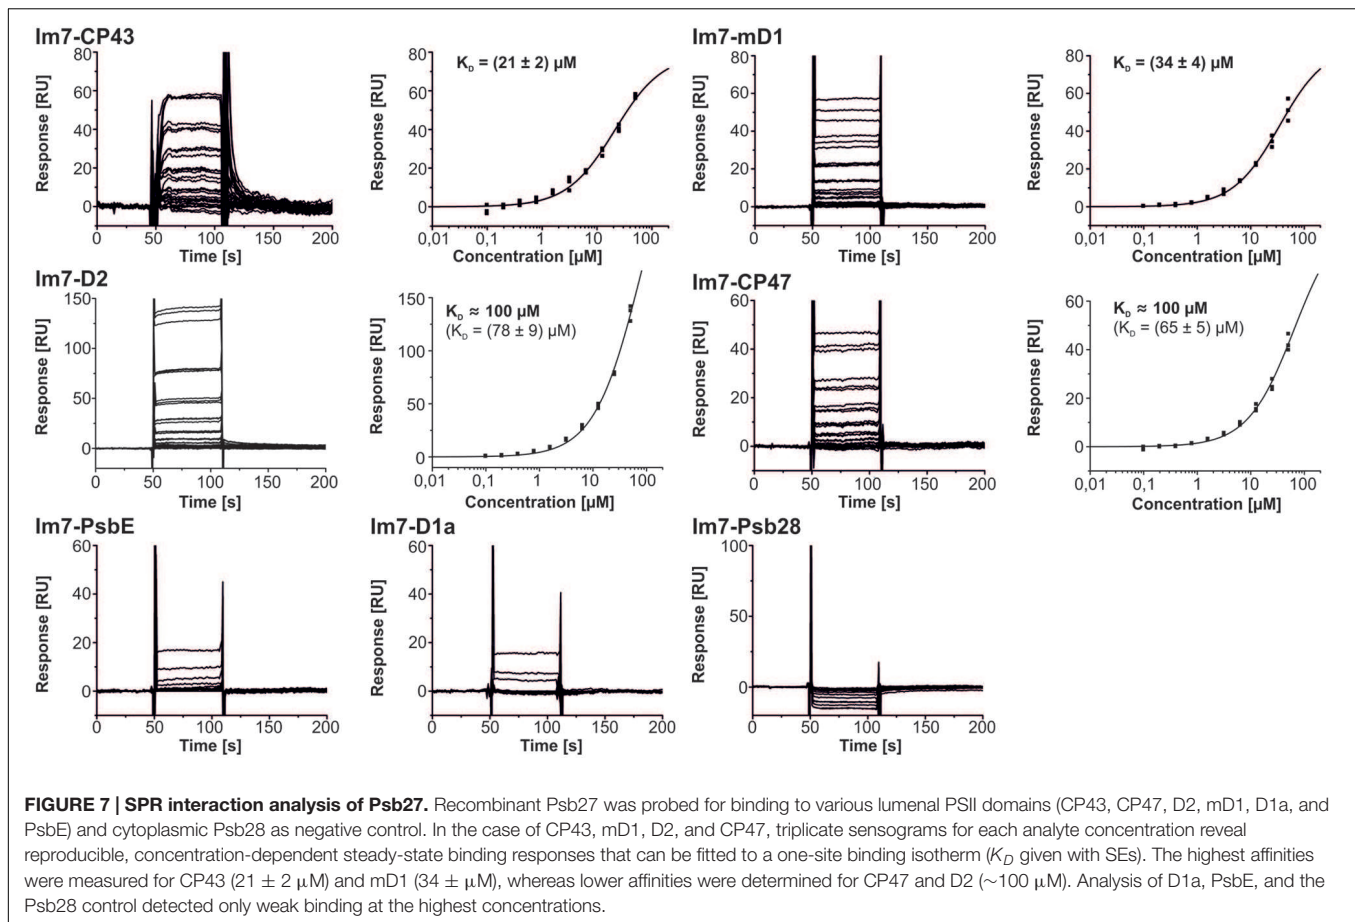 Im7-CP43
Response [RU]
80
60
40
20
0
0
50
100
150
200
Time [s]
Response [RU]
80
60
40
20
0
K_D = (21 ± 2) μM
0,01
0,1
1
10
100
Concentration [μM]
Im7-mD1
Response [RU]
80
60
40
20
0
0
50
100
150
200
Time [s]
Response [RU]
80
60
40
20
0
K_D = (34 ± 4) μM
0,01
0,1
1
10
100
Concentration [μM]
Im7-D2
Response [RU]
150
100
50
0
0
50
100
150
200
Time [s]
Response [RU]
150
100
50
0
K_D ≈ 100 μM
(K_D = (78 ± 9) μM)
0,01
0,1
1
10
100
Concentration [μM]
Im7-CP47
Response [RU]
60
40
20
0
0
50
100
150
200
Time [s]
Response [RU]
60
40
20
0
K_D ≈ 100 μM
(K_D = (65 ± 5) μM)
0,01
0,1
1
10
100
Concentration [μM]
Im7-PsbE
Response [RU]
60
40
20
0
0
50
100
150
200
Time [s]
Im7-D1a
Response [RU]
60
40
20
0
0
50
100
150
200
Time [s]
Im7-Psb28
Response [RU]
100
50
0
0
50
100
150
200
Time [s]
FIGURE 7 | SPR interaction analysis of Psb27. Recombinant Psb27 was probed for binding to various lumenal PSII domains (CP43, CP47, D2, mD1, D1a, and
PsbE) and cytoplasmic Psb28 as negative control. In the case of CP43, mD1, D2, and CP47, triplicate sensograms for each analyte concentration reveal
reproducible, concentration-dependent steady-state binding responses that can be fitted to a one-site binding isotherm (K_D given with SEs). The highest affinities
were measured for CP43 (21 ± 2 μM) and mD1 (34 ± μM), whereas lower affinities were determined for CP47 and D2 (~100 μM). Analysis of D1a, PsbE, and the
Psb28 control detected only weak binding at the highest concentrations.